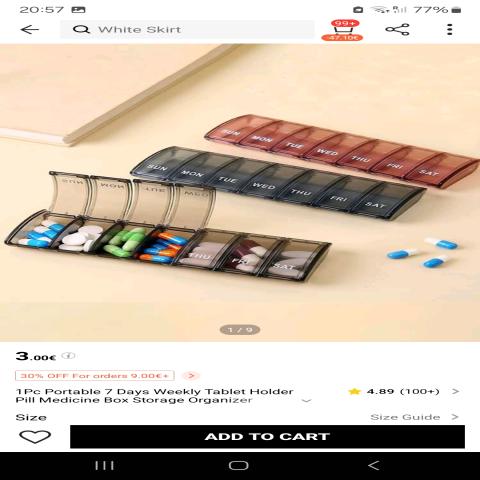 20:57 77%
White Skirt
99+
-47.10€
SUN MON TUE WED THU FRI SAT
SUN MON TUE WED THU FRI SAT
SUN MON TUE WED
THU FRI SAT
1/9
3.00€
30% OFF For orders 9.00€+
1Pc Portable 7 Days Weekly Tablet Holder 4.89 (100+)
Pill Medicine Box Storage Organizer
Size Size Guide
ADD TO CART